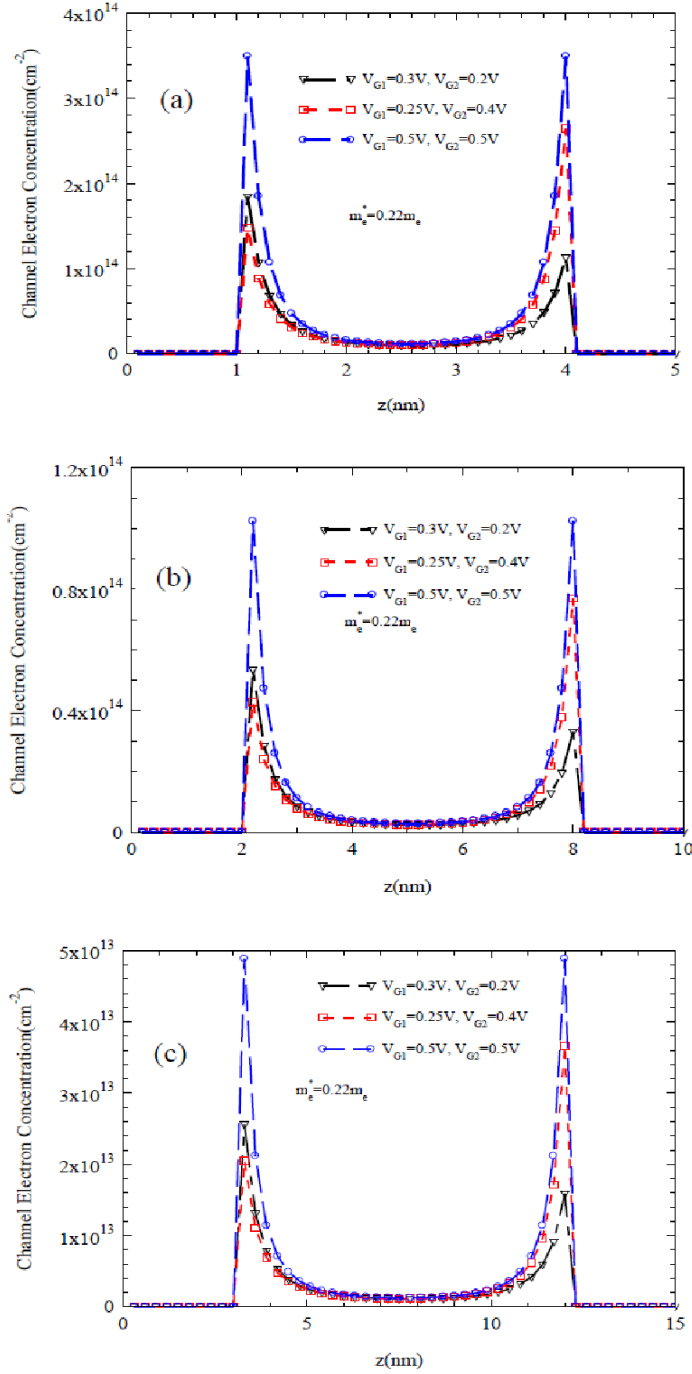 4x10^14
3x10^14
2x10^14
1x10^14
0
Channel Electron Concentration(cm^-2)
(a)
V_G1=0.3V, V_G2=0.2V
V_G1=0.25V, V_G2=0.4V
V_G1=0.5V, V_G2=0.5V
m_e^*=0.22m_e
0 1 2 3 4 5
z(nm)
1.2x10^14
0.8x10^14
0.4x10^14
0
Channel Electron Concentration(cm^-2)
(b)
V_G1=0.3V, V_G2=0.2V
V_G1=0.25V, V_G2=0.4V
V_G1=0.5V, V_G2=0.5V
m_e^*=0.22m_e
0 2 4 6 8 10
z(nm)
5x10^13
4x10^13
3x10^13
2x10^13
1x10^13
0
Channel Electron Concentration(cm^-2)
(c)
V_G1=0.3V, V_G2=0.2V
V_G1=0.25V, V_G2=0.4V
V_G1=0.5V, V_G2=0.5V
m_e^*=0.22m_e
0 3 6 9 12 15
z(nm)